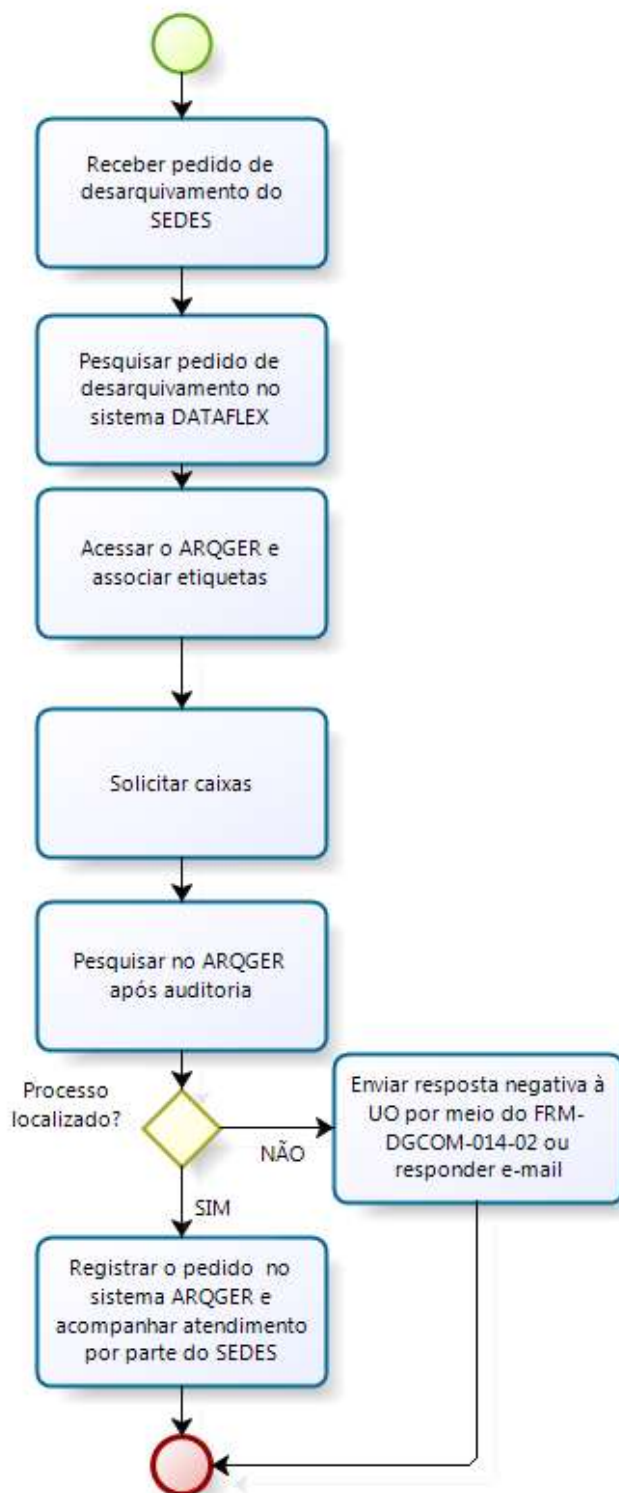 Receber pedido de
desarquivamento do
SEDES
Pesquisar pedido de
desarquivamento no
sistema DATAFLEX
Acessar o ARQGER e
associar etiquetas
Solicitar caixas
Pesquisar no ARQGER
após auditoria
Processo
localizado?
NÃO
Enviar resposta negativa à
UO por meio do FRM-
DGCOM-014-02 ou
responder e-mail
SIM
Registrar o pedido no
sistema ARQGER e
acompanhar atendimento
por parte do SEDES